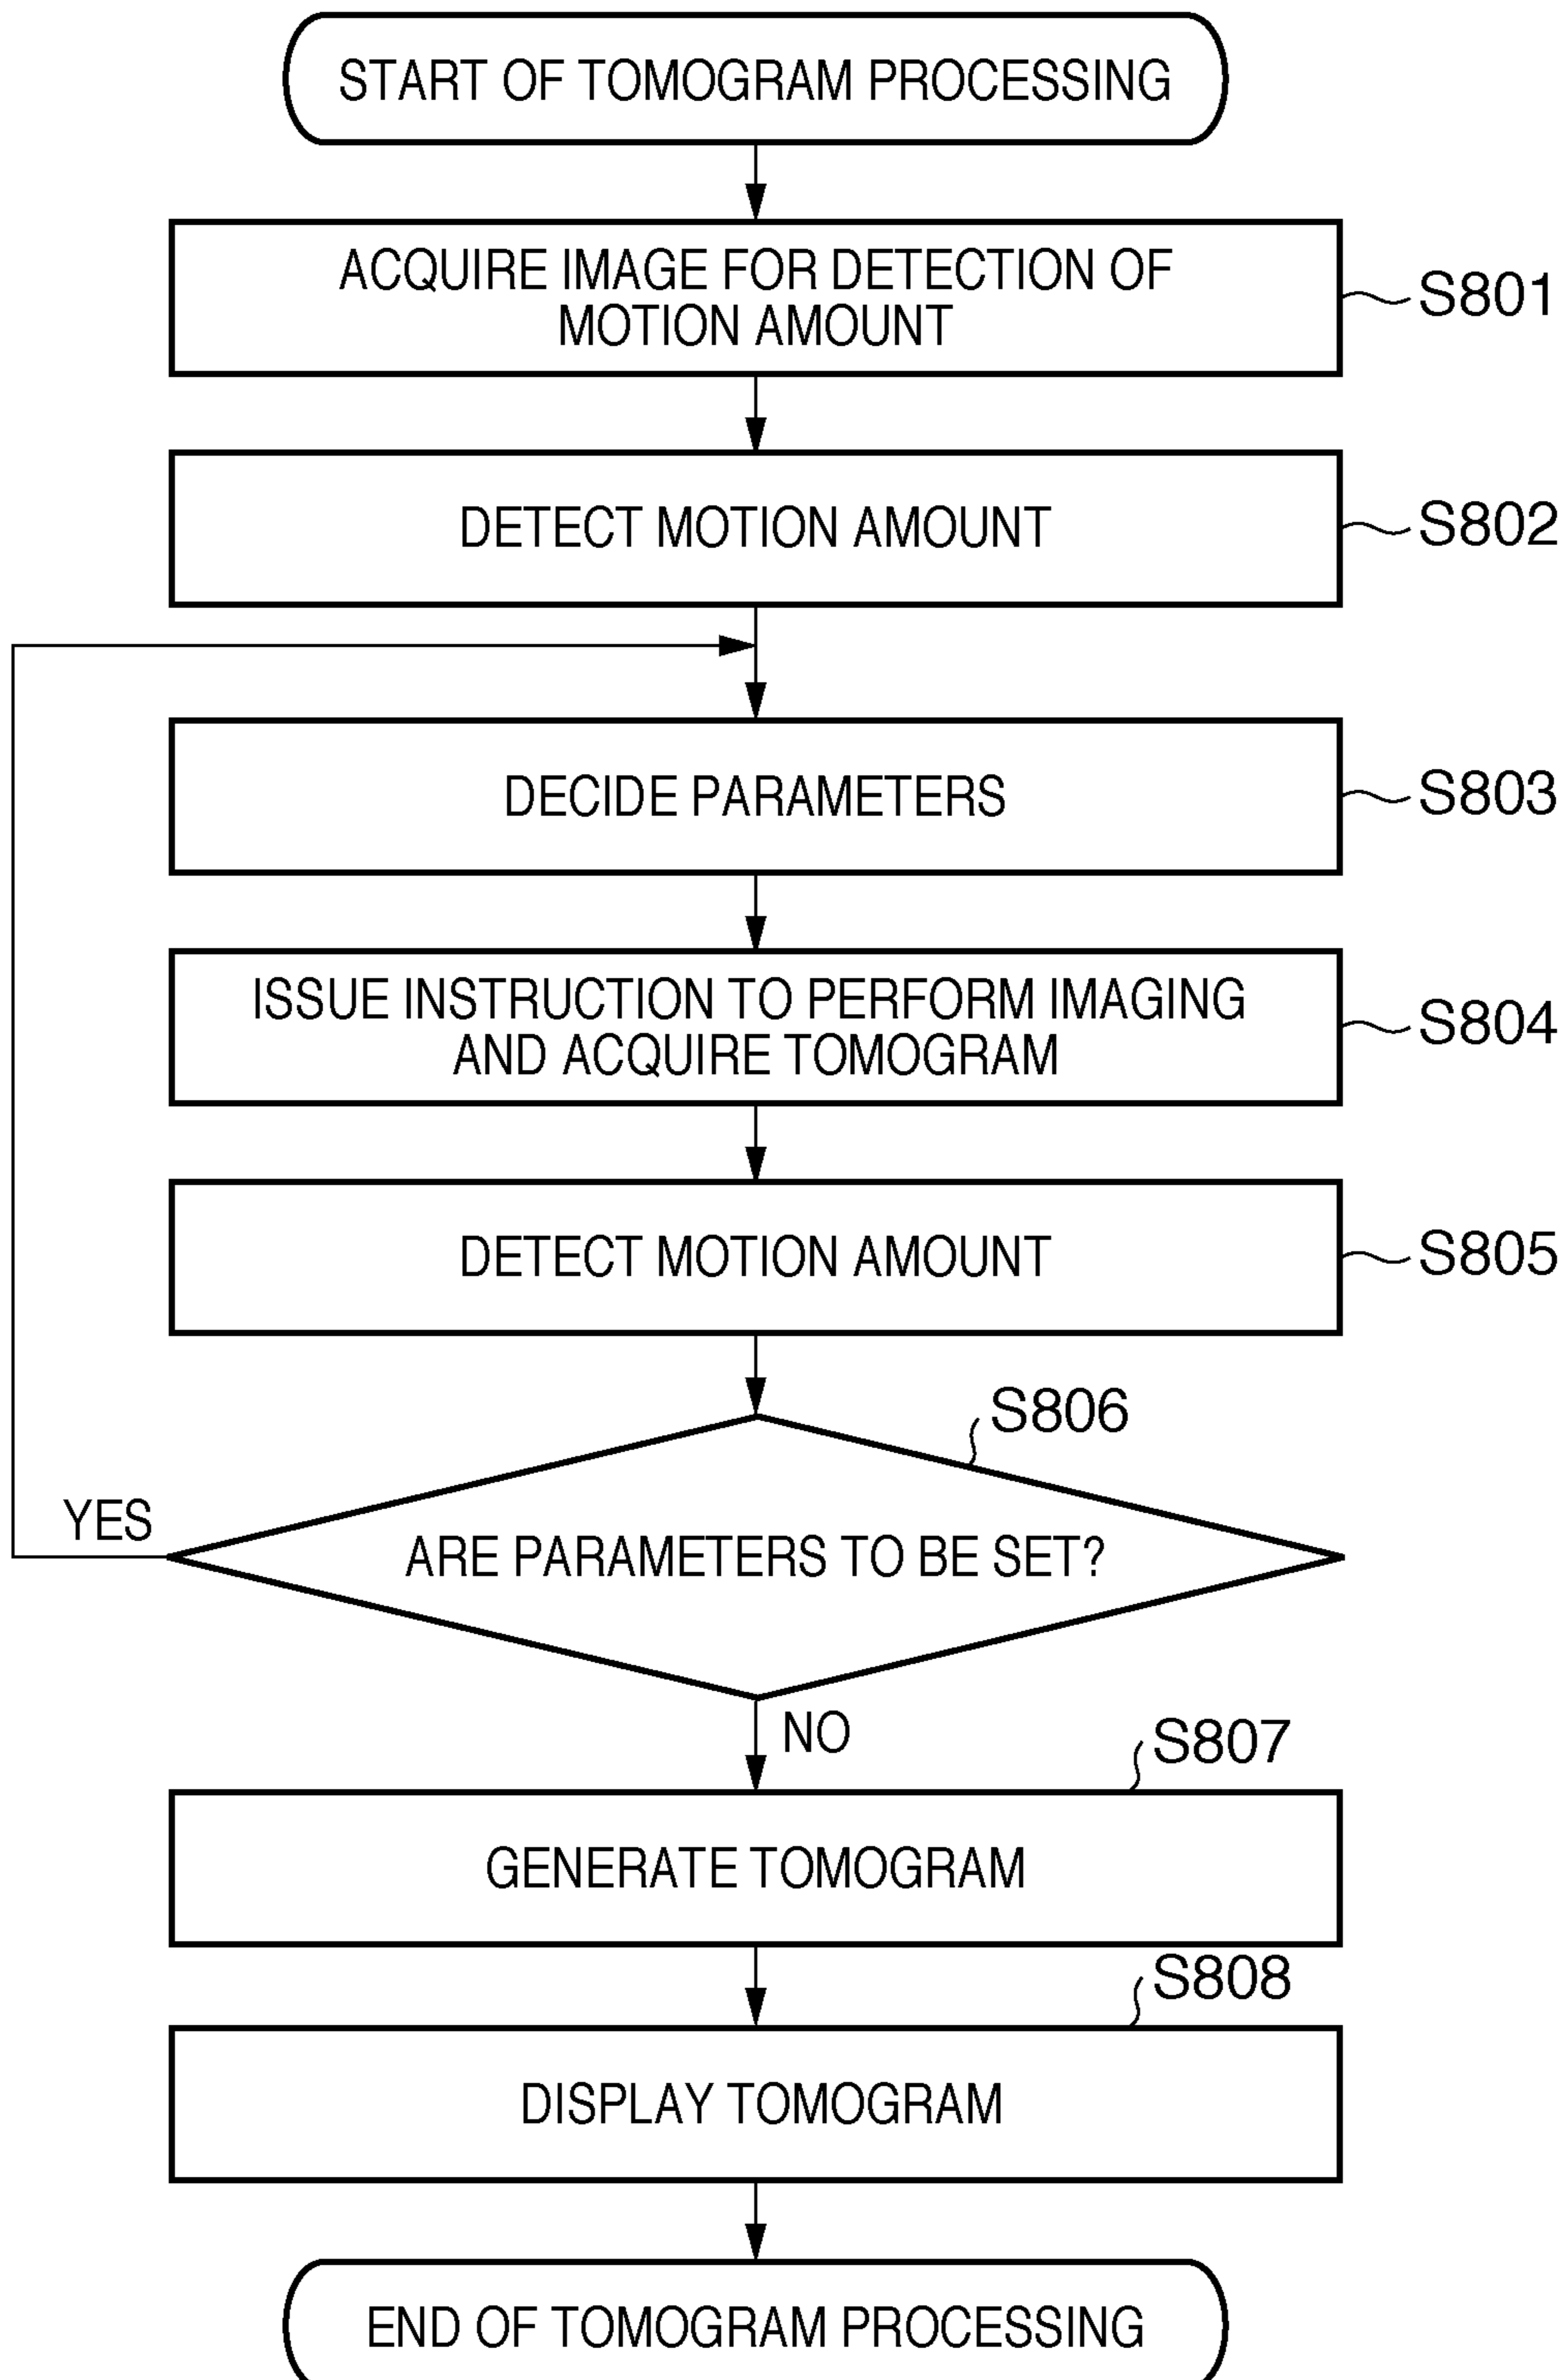 START OF TOMOGRAM PROCESSING
ACQUIRE IMAGE FOR DETECTION OF
MOTION AMOUNT
S801
DETECT MOTION AMOUNT
S802
DECIDE PARAMETERS
S803
ISSUE INSTRUCTION TO PERFORM IMAGING
AND ACQUIRE TOMOGRAM
S804
DETECT MOTION AMOUNT
S805
S806
YES
ARE PARAMETERS TO BE SET?
NO
S807
GENERATE TOMOGRAM
S808
DISPLAY TOMOGRAM
END OF TOMOGRAM PROCESSING